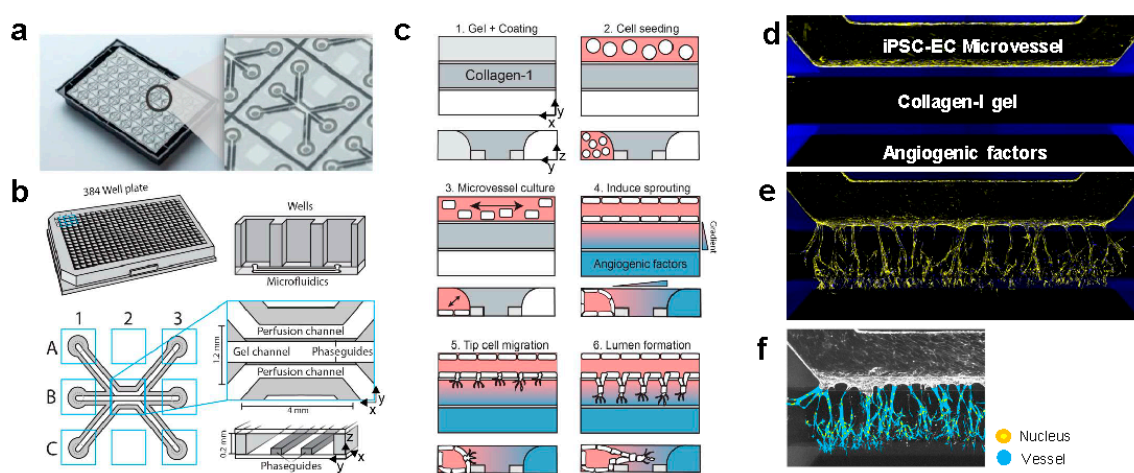 a
b
384 Well plate
Wells
Microfluidics
1 2 3
A
B
C
Perfusion channel
Gel channel
Phaseguides
Perfusion channel
1.2 mm
4 mm
x
y
0.2 mm
Phaseguides
z
x
y
c
1. Gel + Coating
Collagen-1
y
x
z
y
2. Cell seeding
3. Microvessel culture
4. Induce sprouting
Gradient
Angiogenic factors
5. Tip cell migration
6. Lumen formation
d
iPSC-EC Microvessel
Collagen-I gel
Angiogenic factors
e
f
Nucleus
Vessel